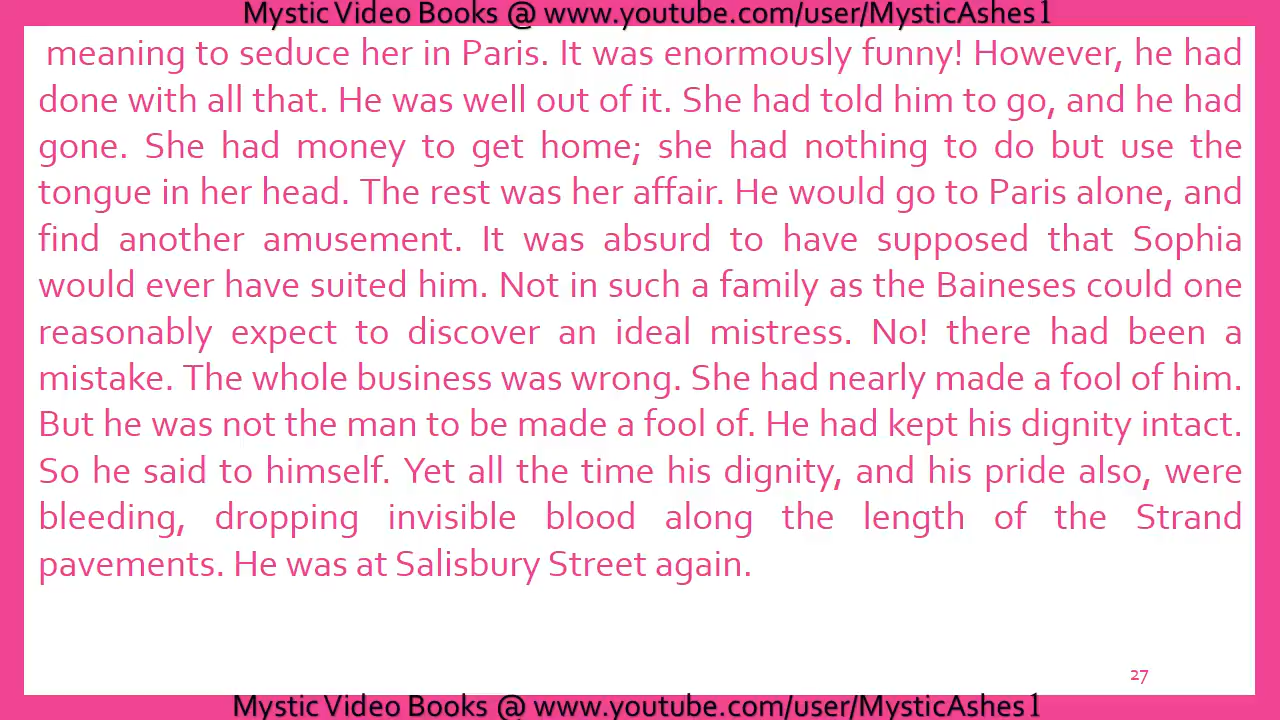 Mystic Video Books @ www.youtube.com/user/MysticAshes1
meaning to seduce her in Paris. It was enormously funny! However, he had
done with all that. He was well out of it. She had told him to go, and he had
gone. She had money to get home; she had nothing to do but use the
tongue in her head. The rest was her affair. He would go to Paris alone, and
find another amusement. It was absurd to have supposed that Sophia
would ever have suited him. Not in such a family as the Baineses could one
reasonably expect to discover an ideal mistress. No! there had been a
mistake. The whole business was wrong. She had nearly made a fool of him.
But he was not the man to be made a fool of. He had kept his dignity intact.
So he said to himself. Yet all the time his dignity, and his pride also, were
bleeding, dropping invisible blood along the length of the Strand
pavements. He was at Salisbury Street again.
27
Mystic Video Books @ www.youtube.com/user/MysticAshes1